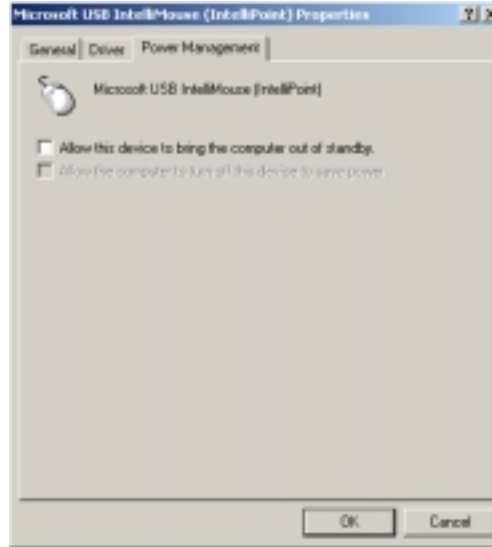 Microsoft USB IntelliMouse (IntelliPoint) Properties
General Driver Power Management
Microsoft USB IntelliMouse (IntelliPoint)
Allow this device to bring the computer out of standby.
Allow the computer to turn off this device to save power.
OK Cancel